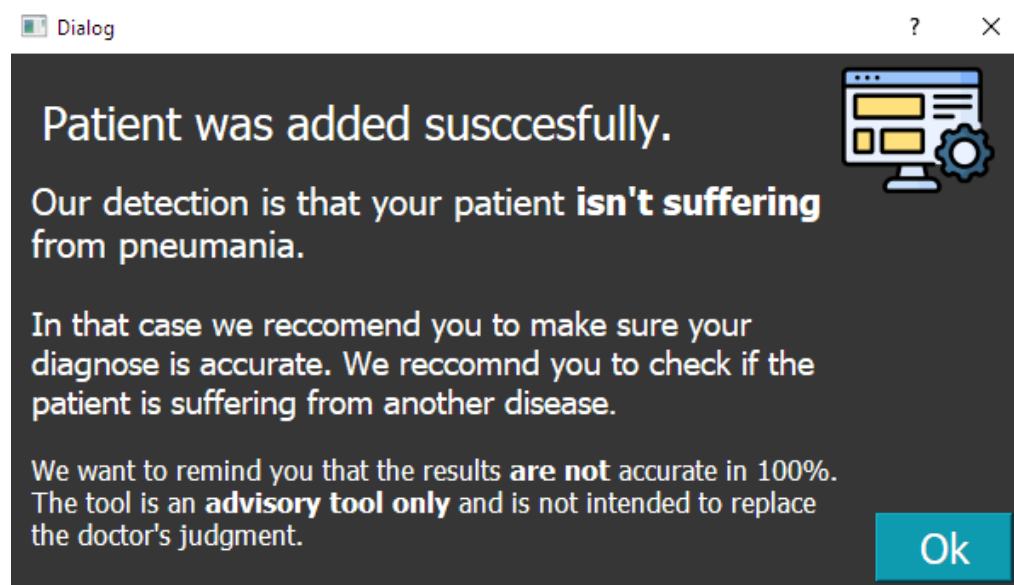 Dialog
?
Patient was added susccesfully.
Our detection is that your patient isn't suffering
from pneumania.
In that case we reccomend you to make sure your
diagnose is accurate. We reccomnd you to check if the
patient is suffering from another disease.
We want to remind you that the results are not accurate in 100%.
The tool is an advisory tool only and is not intended to replace
the doctor's judgment.
Ok